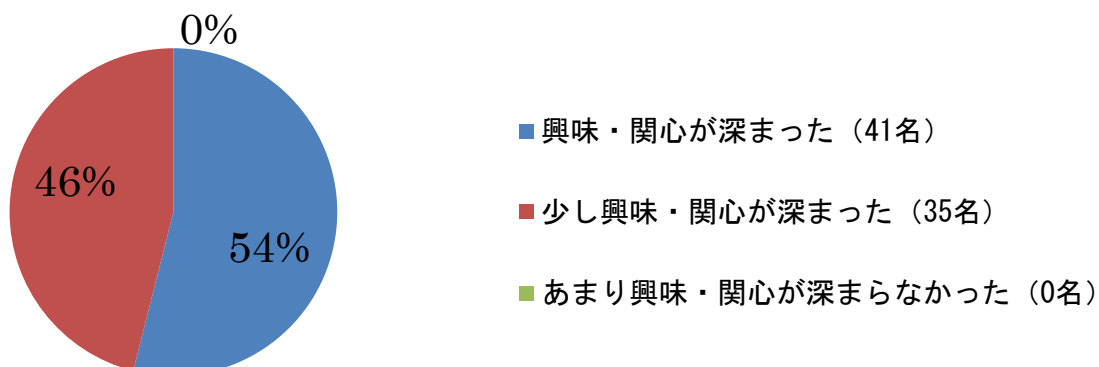 0%
46%
54%
興味・関心が深まった（41名）
少し興味・関心が深まった（35名）
あまり興味・関心が深まらなかった（0名）